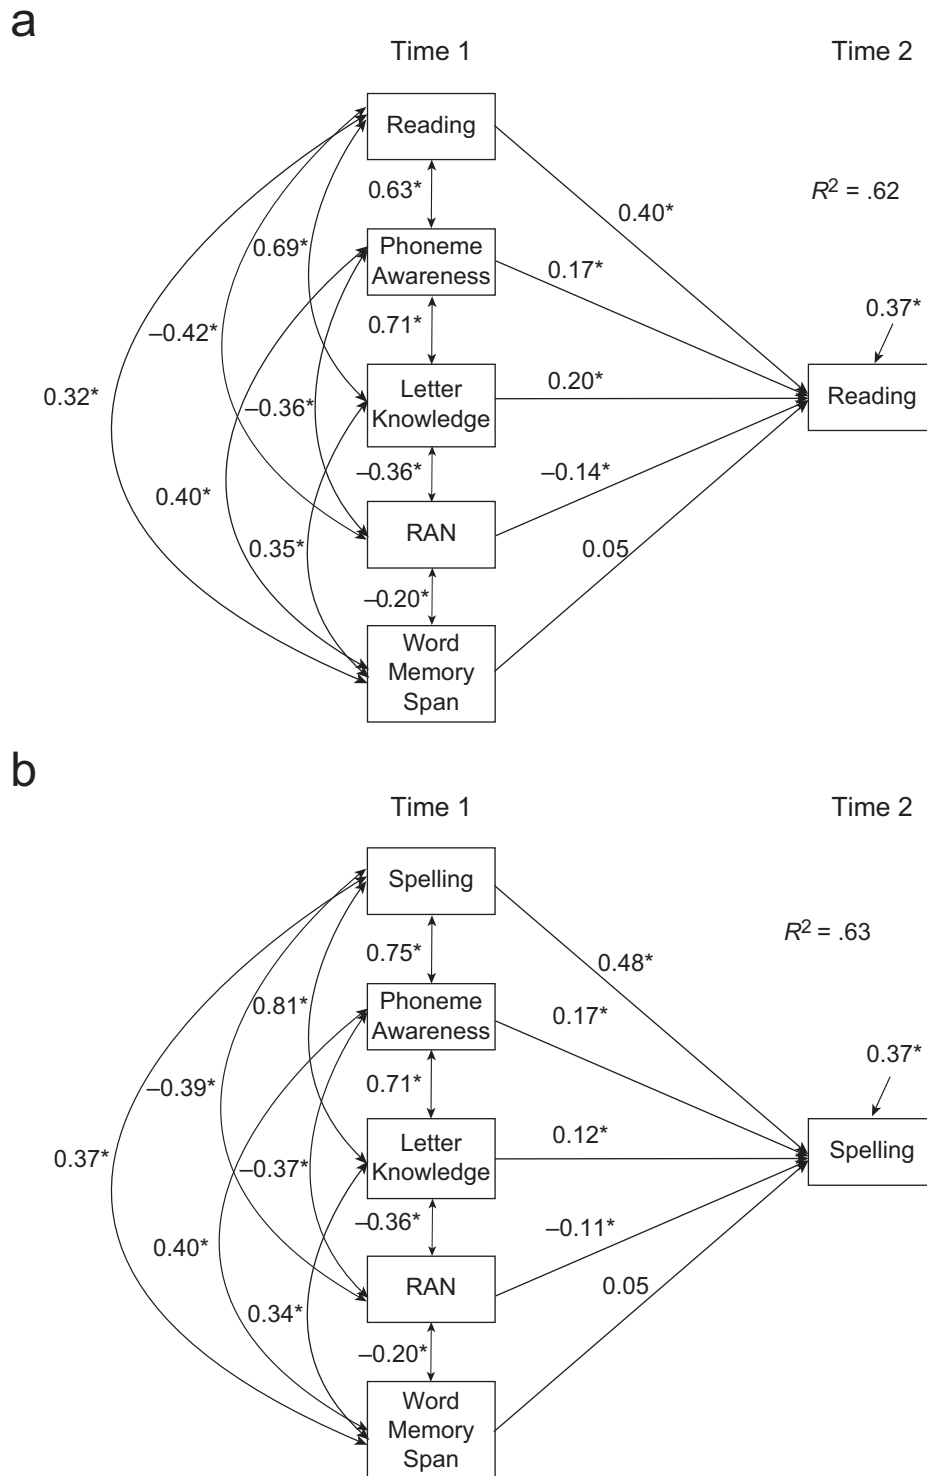 a
Time 1 Time 2
Reading
0.63*
R² = .62
0.40*
0.69*
Phoneme
Awareness
0.17*
0.37*
–0.42*
0.71*
0.32*
Letter
Knowledge
0.20*
Reading
–0.36*
–0.36*
–0.14*
0.40*
RAN
0.35*
0.05
–0.20*
Word
Memory
Span
b
Time 1 Time 2
Spelling
R² = .63
0.75*
0.48*
0.81*
Phoneme
Awareness
0.17*
0.37*
–0.39*
0.71*
0.37*
Letter
Knowledge
0.12*
Spelling
–0.37*
–0.36*
–0.11*
0.40*
RAN
0.34*
0.05
–0.20*
Word
Memory
Span